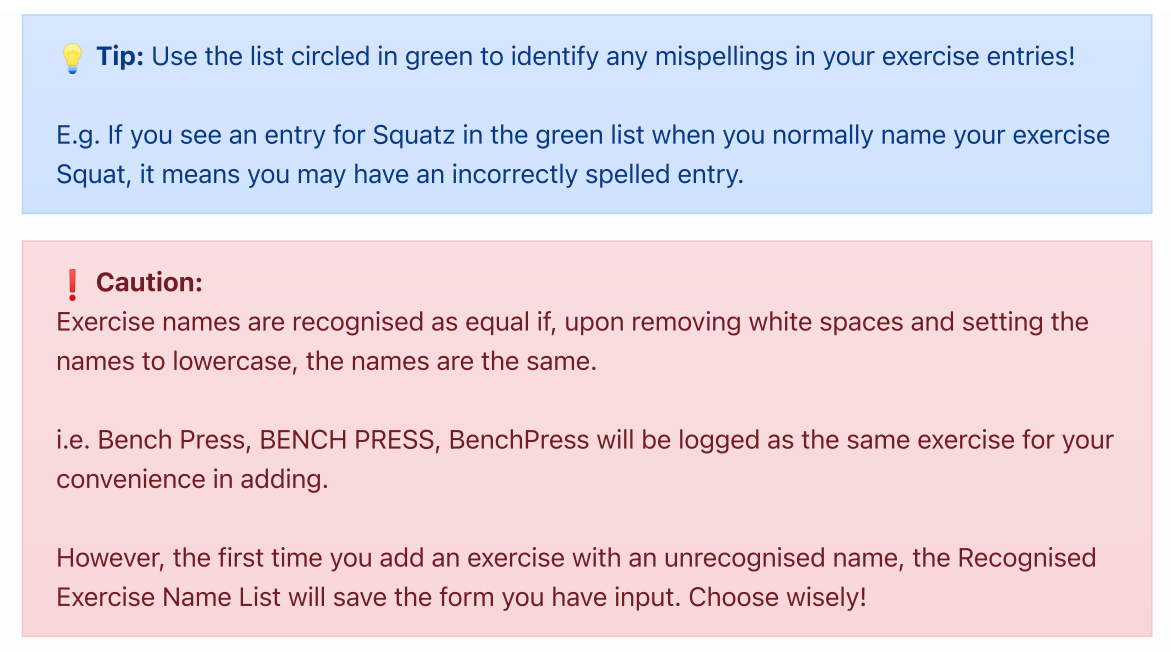 💡 Tip: Use the list circled in green to identify any mispellings in your exercise entries!
E.g. If you see an entry for Squatz in the green list when you normally name your exercise
Squat, it means you may have an incorrectly spelled entry.
❗ Caution:
Exercise names are recognised as equal if, upon removing white spaces and setting the
names to lowercase, the names are the same.
i.e. Bench Press, BENCH PRESS, BenchPress will be logged as the same exercise for your
convenience in adding.
However, the first time you add an exercise with an unrecognised name, the Recognised
Exercise Name List will save the form you have input. Choose wisely!